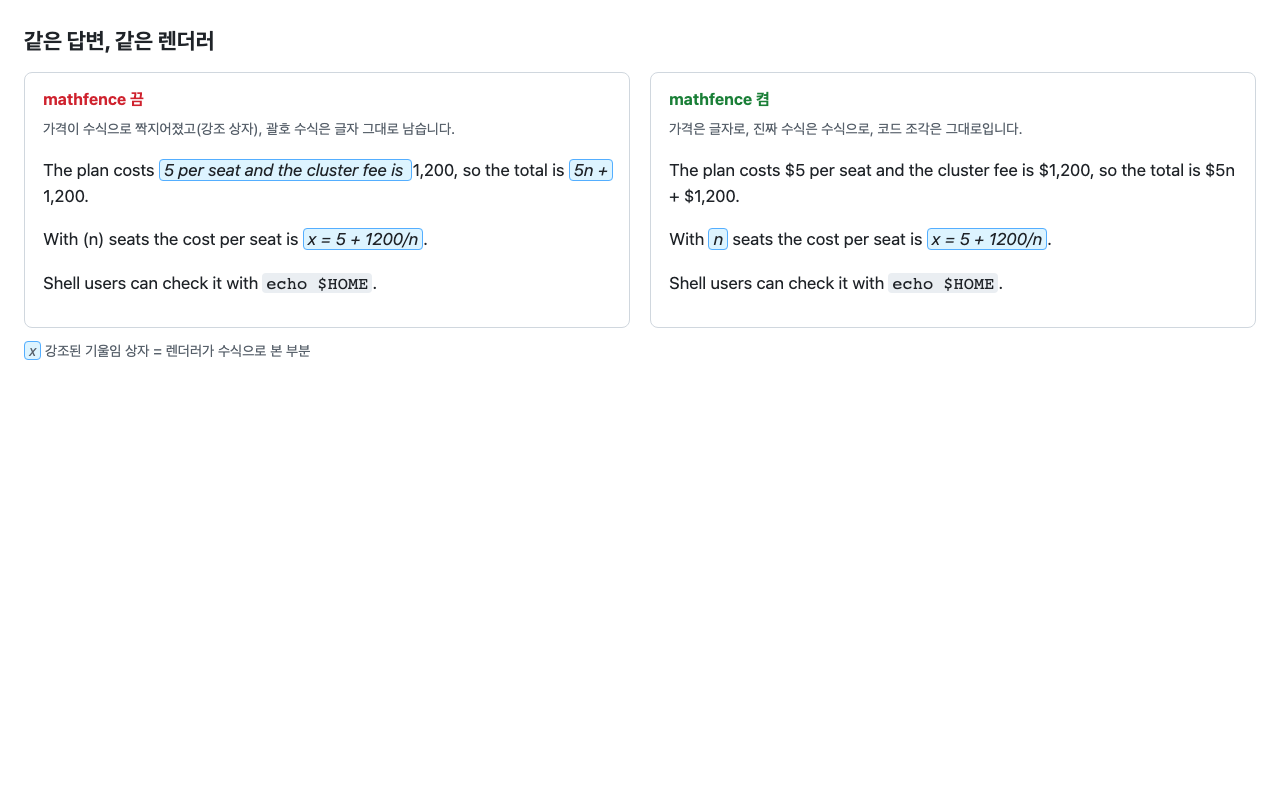 같은 답변, 같은 렌더러
mathfence 끔
가격이 수식으로 짝지어졌고(강조 상자), 괄호 수식은 글자 그대로 남습니다.
The plan costs 5 per seat and the cluster fee is 1,200, so the total is 5n +
1,200.
With (n) seats the cost per seat is x = 5 + 1200/n.
Shell users can check it with echo $HOME.
mathfence 켬
가격은 글자로, 진짜 수식은 수식으로, 코드 조각은 그대로입니다.
The plan costs $5 per seat and the cluster fee is $1,200, so the total is $5n
+ $1,200.
With n seats the cost per seat is x = 5 + 1200/n.
Shell users can check it with echo $HOME.
x 강조된 기울임 상자 = 렌더러가 수식으로 본 부분